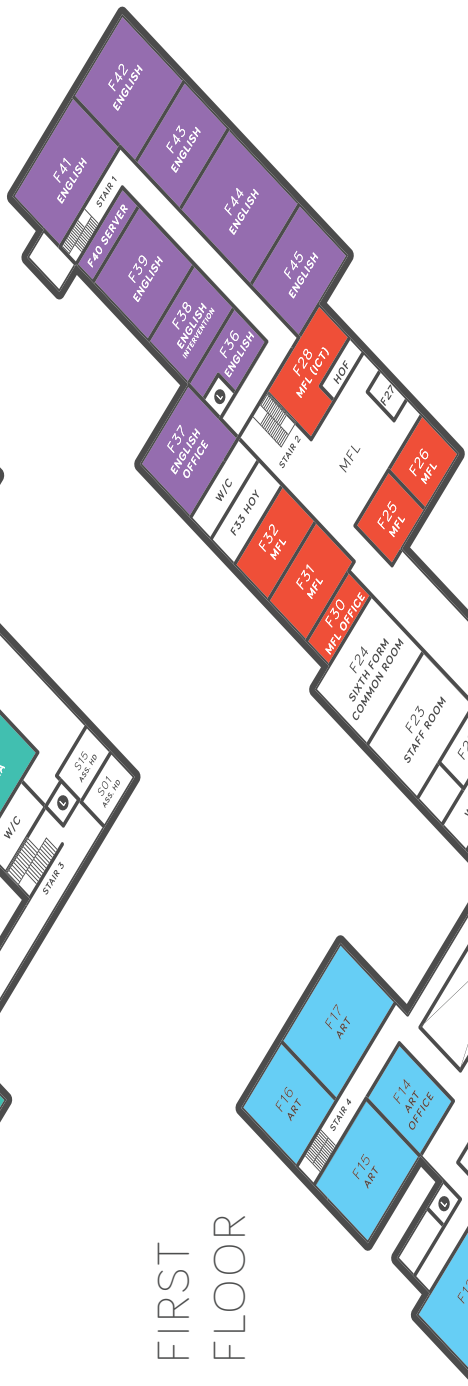 F42
ENGLISH
F41
ENGLISH
F43
ENGLISH
STAIR 1
F44
ENGLISH
F40 SERVER
F39
ENGLISH
F45
ENGLISH
F38
ENGLISH
INTERVENTION
F36
ENGLISH
L
F28
MFL (ICT)
HOF
F27
F37
ENGLISH
OFFICE
STAIR 2
MFL
F26
MFL
W/C
F33 HOY
F25
MFL
F32
MFL
F31
MFL
F30
MFL OFFICE
F24
SIXTH FORM
COMMON ROOM
F23
STAFF ROOM
S15
ASS. HD
S01
ASS. HD
L
W/C
STAIR 3
F17
ART
F16
ART
F14
ART
OFFICE
STAIR 4
F15
ART
L
FIRST
FLOOR